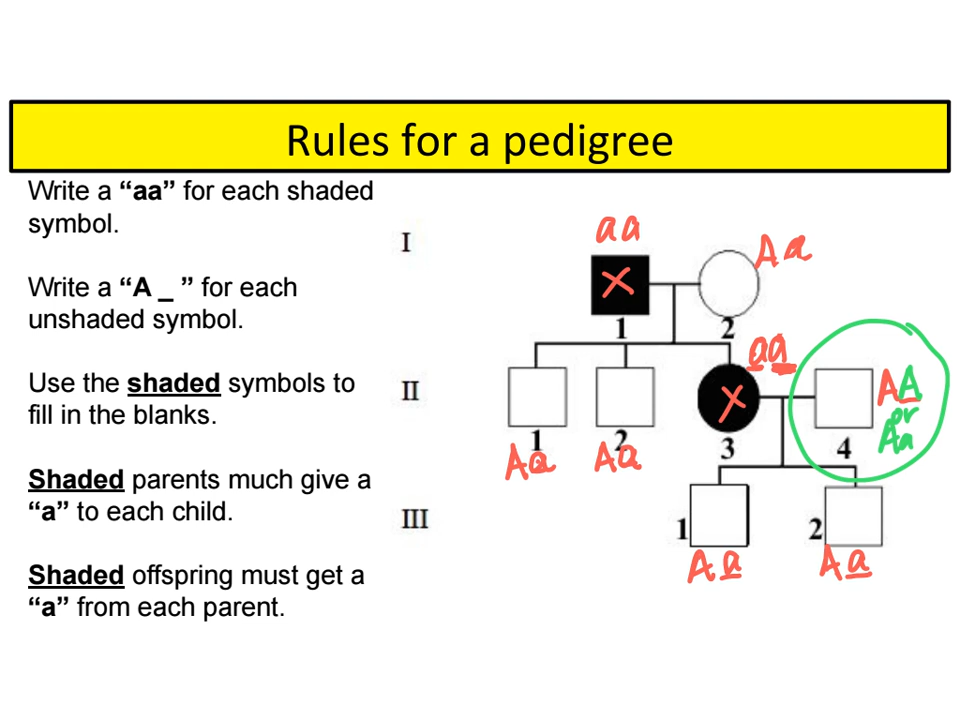 Rules for a pedigree
Write a “aa” for each shaded
symbol.
Write a “A _ ” for each
unshaded symbol.
Use the shaded symbols to
fill in the blanks.
Shaded parents much give a
“a” to each child.
Shaded offspring must get a
“a” from each parent.
I
aa
Aa
1
2
II
aa
AA
or
Aa
1
2
3
4
Aa
Aa
III
1
2
Aa
Aa